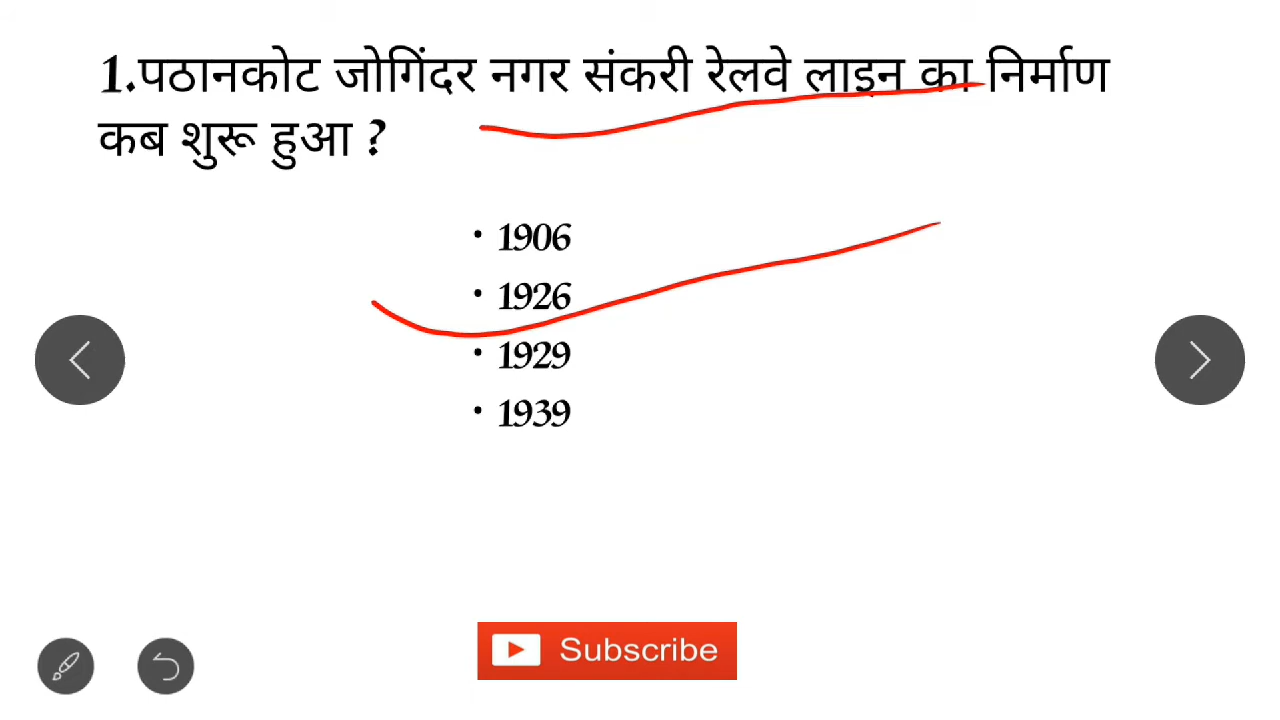 1.पठानकोट जोगिंदर नगर संकरी रेलवे लाइन का निर्माण
कब शुरू हुआ ?
• 1906
• 1926
• 1929
• 1939
Subscribe